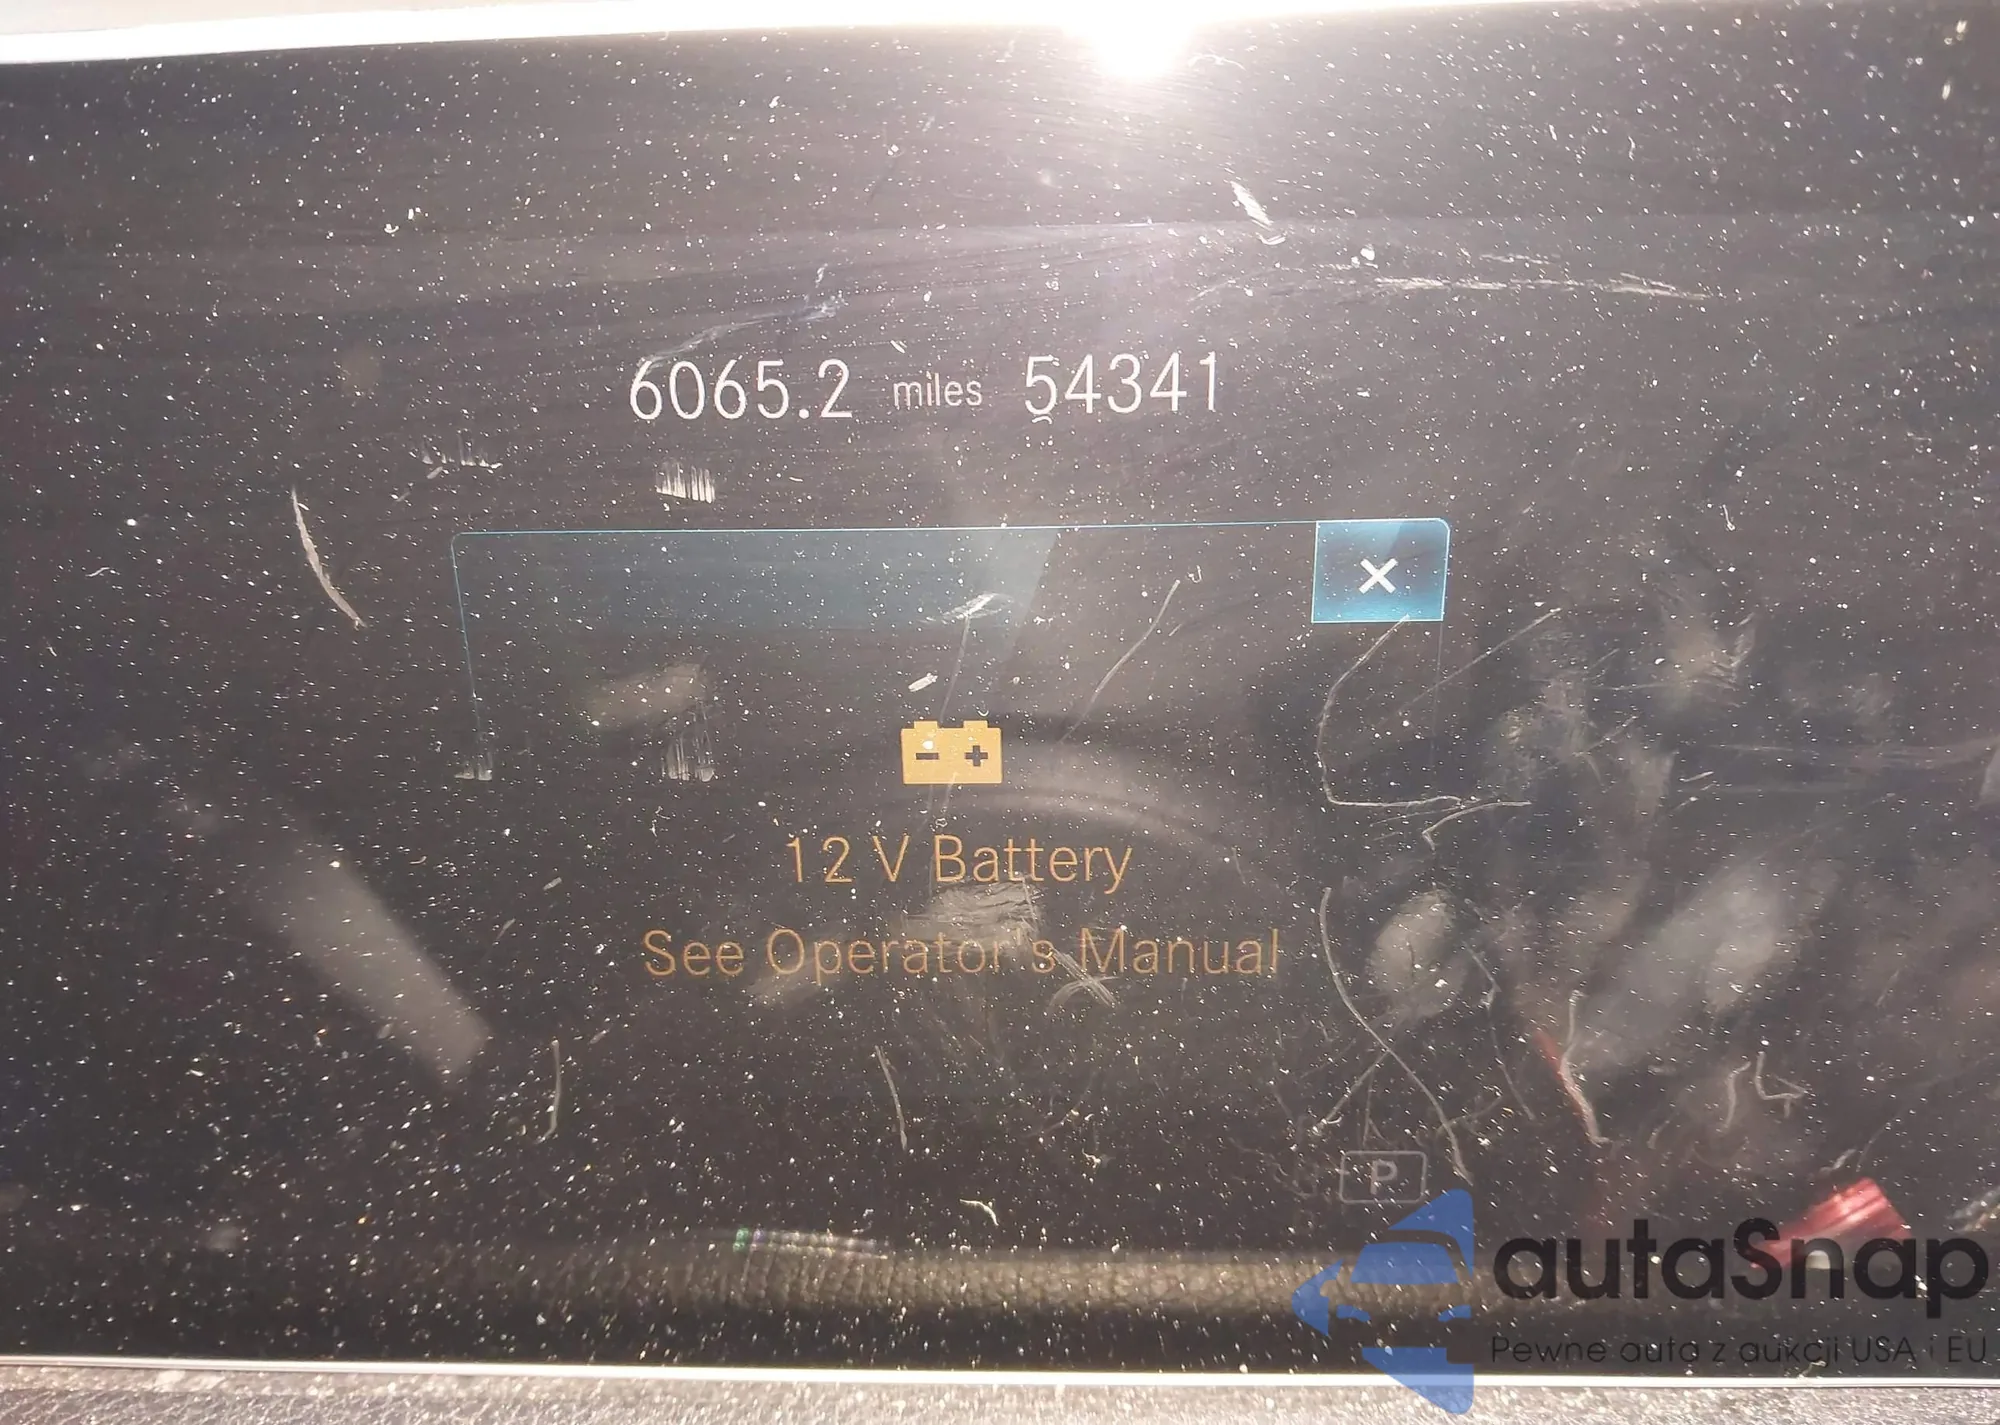 6065.2 miles 54341
×
12 V Battery
See Operator's Manual
P
autaSnap
Pewne auta z aukcji USA i EU